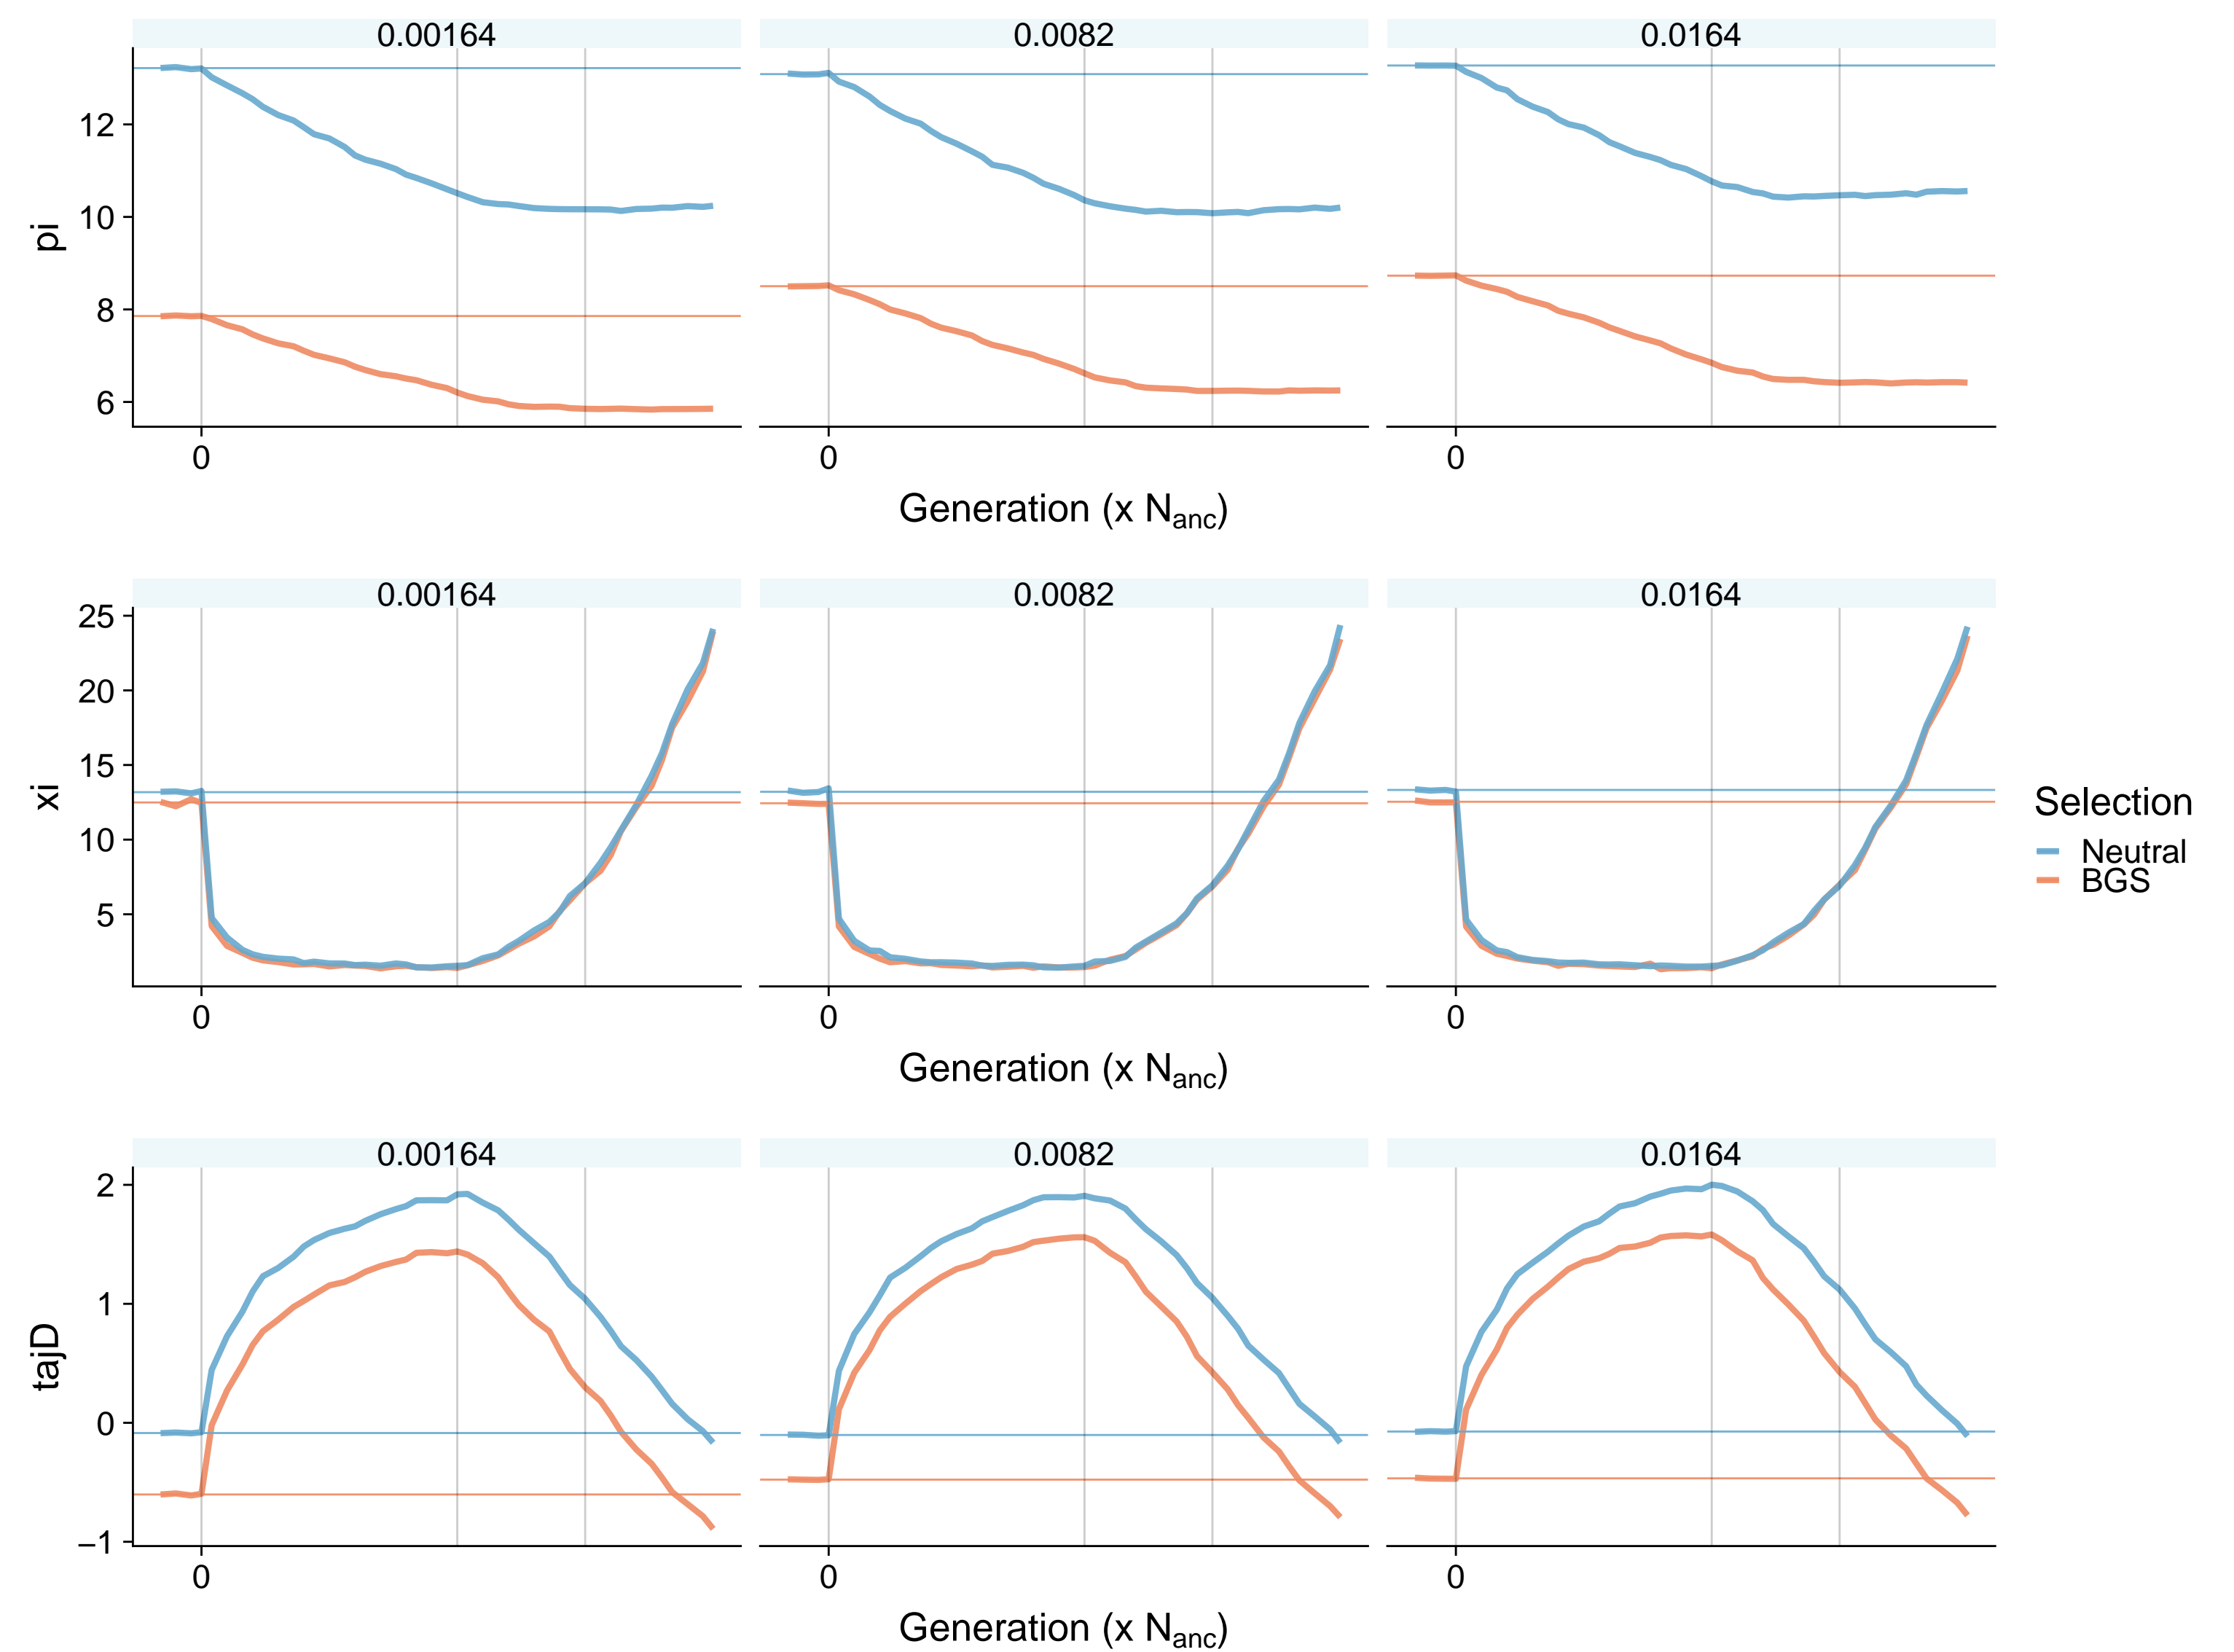 0.00164 0.0082 0.0164
12
10
8
6
pi
0 0 0
Generation (x Nanc)
0.00164 0.0082 0.0164
25
20
15
10
5
xi
0 0 0
Generation (x Nanc)
Selection
Neutral
BGS
0.00164 0.0082 0.0164
2
1
0
−1
tajD
0 0 0
Generation (x Nanc)